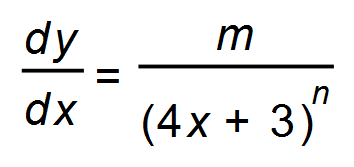 dy/dx = m/(4x + 3)^n